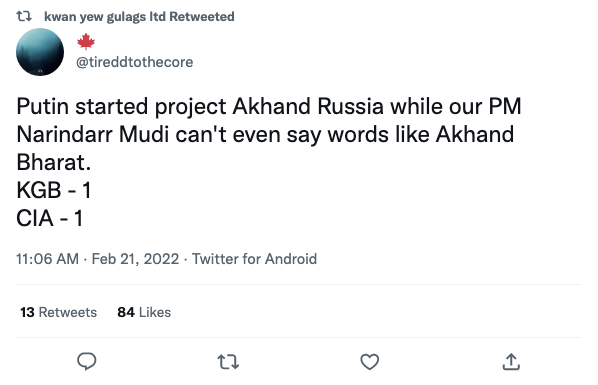 kwan yew gulags ltd Retweeted
@tireddtothecore
Putin started project Akhand Russia while our PM
Narindarr Mudi can't even say words like Akhand
Bharat.
KGB - 1
CIA - 1
11:06 AM · Feb 21, 2022 · Twitter for Android
13 Retweets 84 Likes